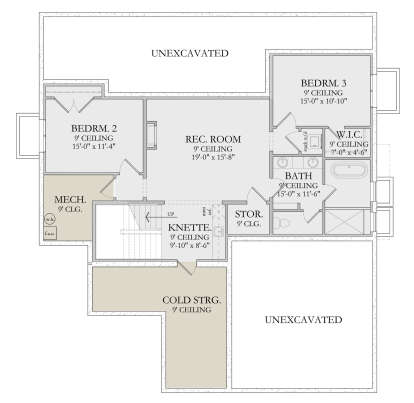 UNEXCAVATED
BEDRM. 3
9' CEILING
15'-0" x 10'-10"
BEDRM. 2
9' CEILING
15'-0" x 11'-4"
REC. ROOM
9' CEILING
19'-0" x 15'-8"
W.I.C.
9' CEILING
7'-0" x 4'-6"
BATH
9' CEILING
15'-0" x 11'-6"
MECH.
9' CLG.
UP
KNETTE.
9' CEILING
9'-10" x 8'-6"
STOR.
9' CLG.
COLD STRG.
9' CEILING
UNEXCAVATED